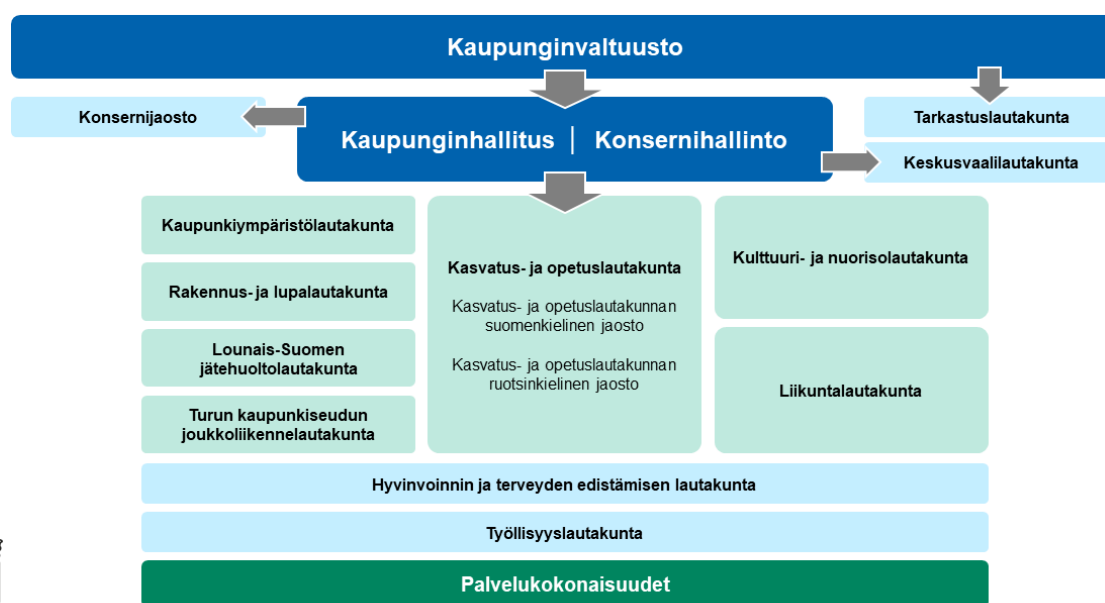 Kaupunginvaltuusto
Konsernijaosto
Kaupunginhallitus | Konsernihallinto
Tarkastuslautakunta
Keskusvaalilautakunta
Kaupunkiympäristölautakunta
Rakennus- ja lupalautakunta
Lounais-Suomen
jätehuoltolautakunta
Turun kaupunkiseudun
joukkoliikennelautakunta
Kasvatus- ja opetuslautakunta
Kasvatus- ja opetuslautakunnan
suomenkielinen jaosto
Kasvatus- ja opetuslautakunnan
ruotsinkielinen jaosto
Kulttuuri- ja nuorisolautakunta
Liikuntalautakunta
Hyvinvoinnin ja terveyden edistämisen lautakunta
Työllisyyslautakunta
Palvelukokonaisuudet